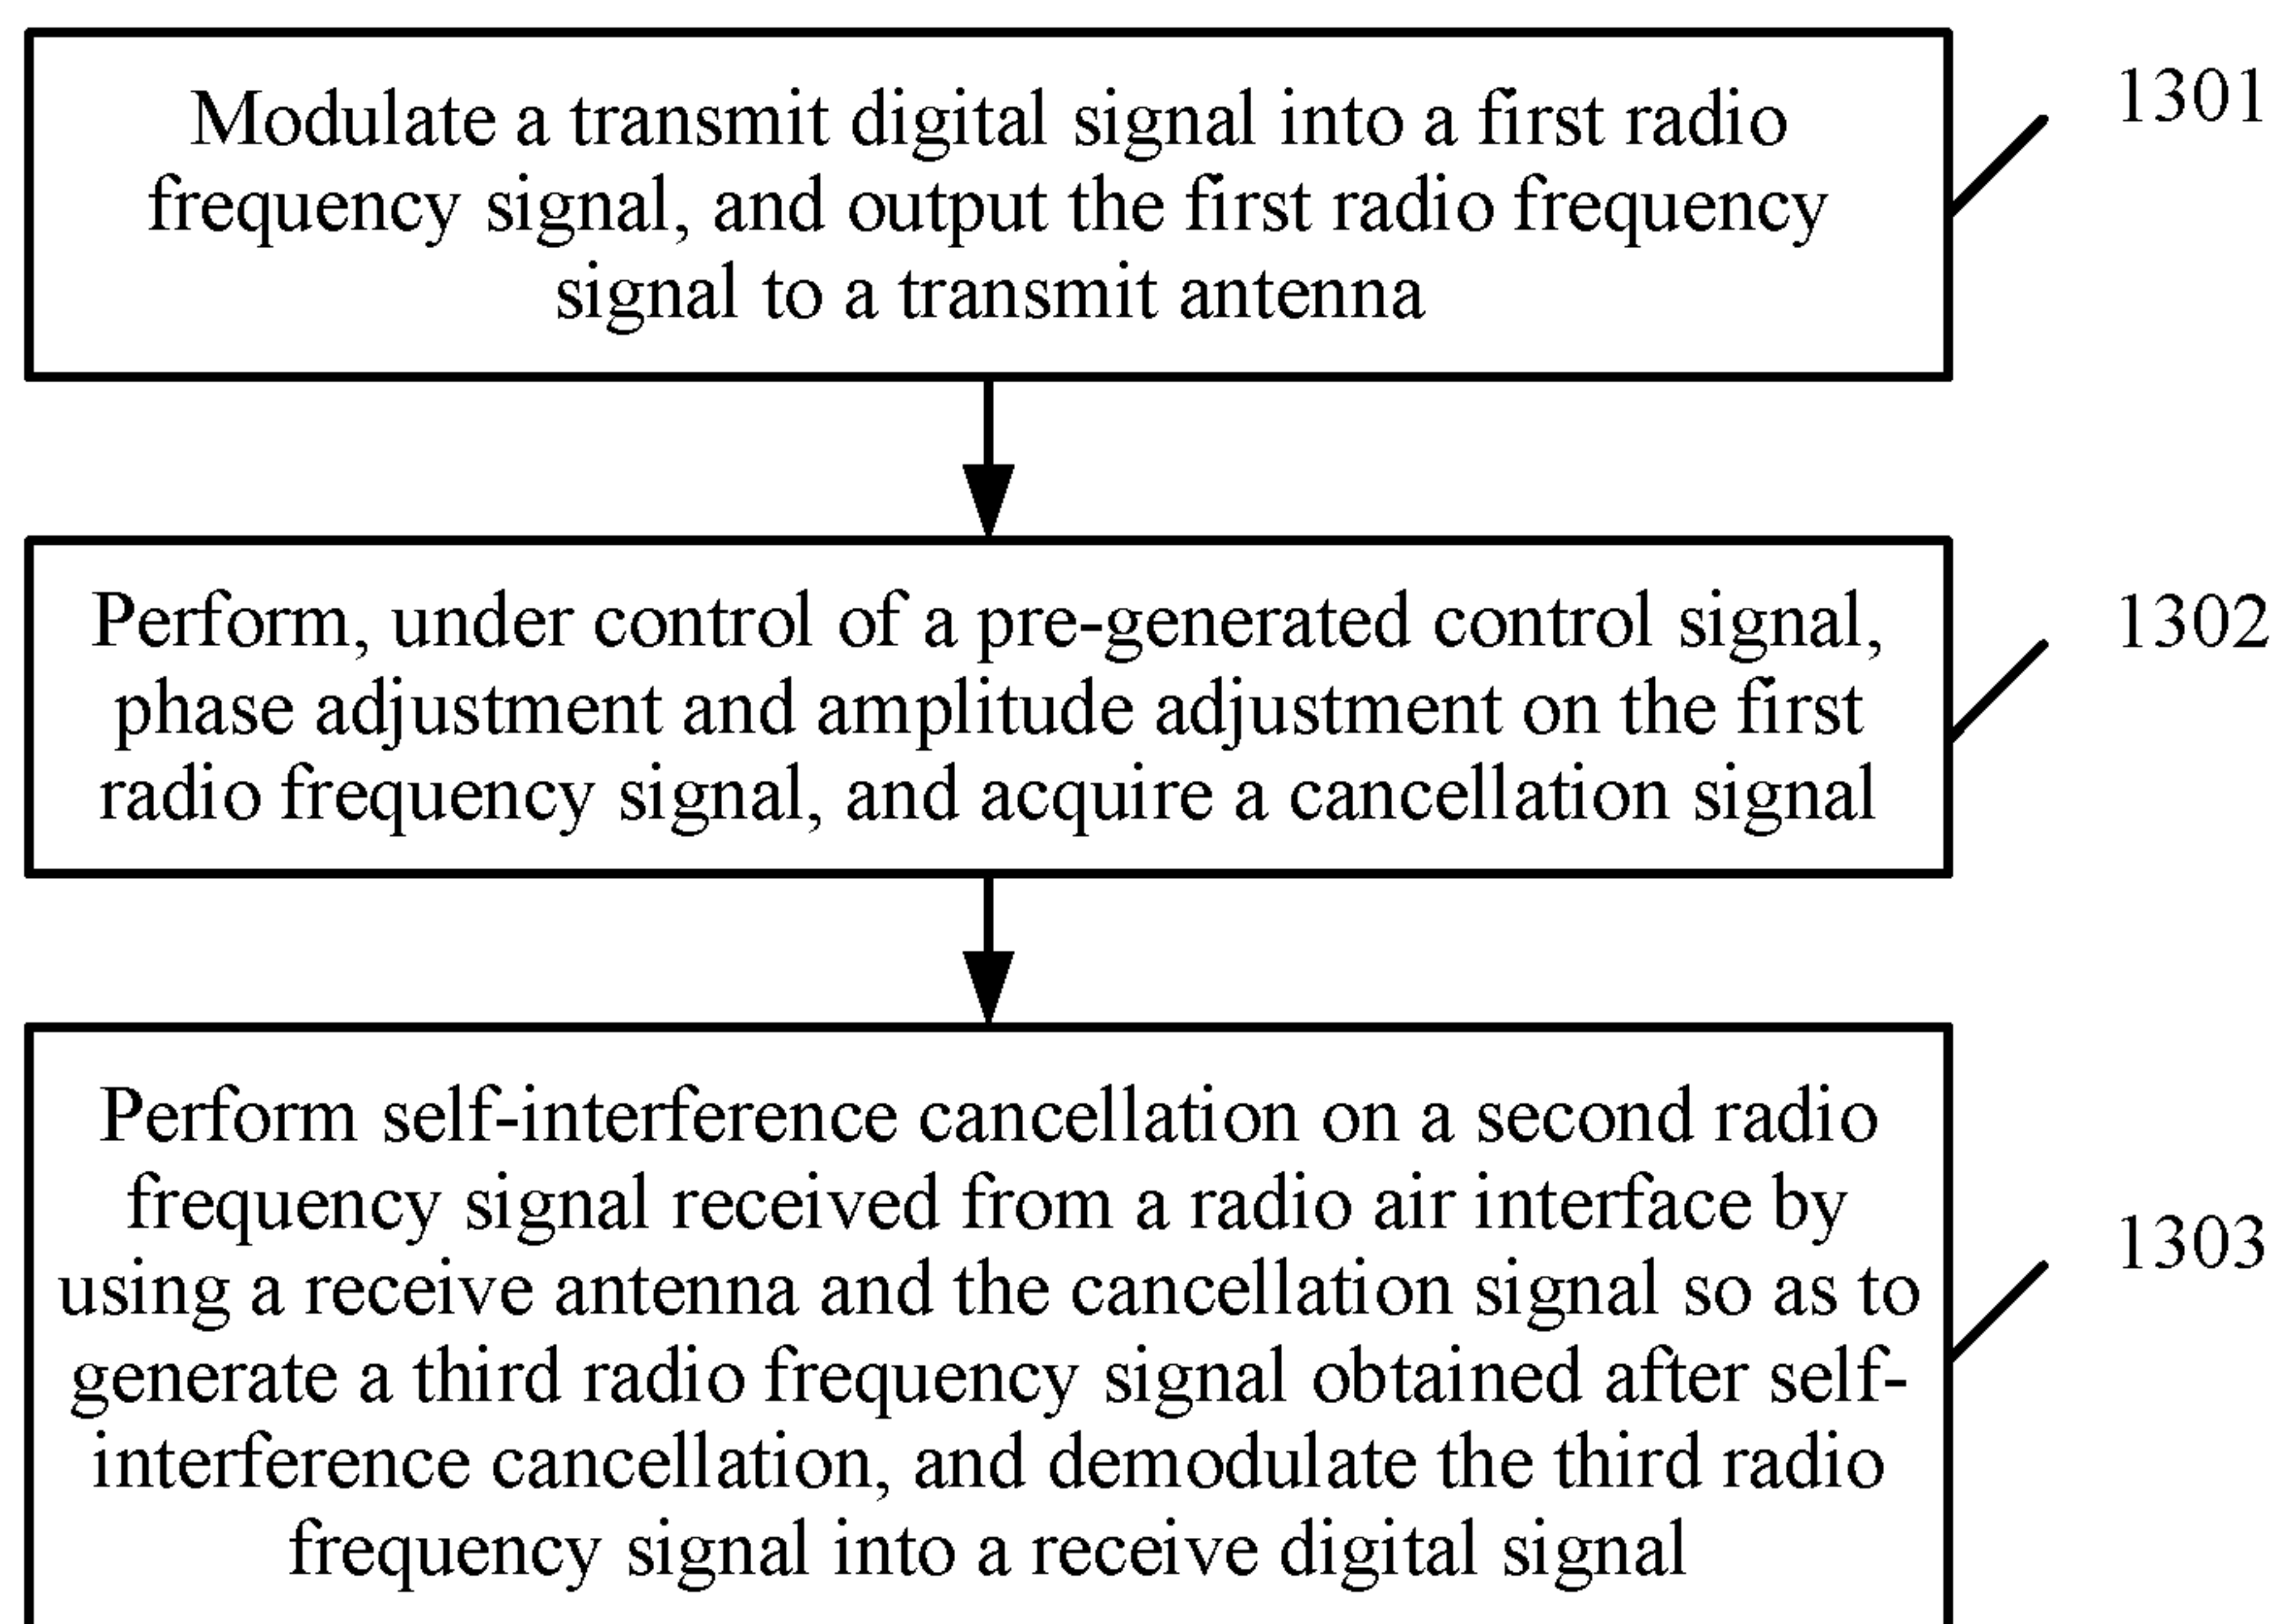 Modulate a transmit digital signal into a first radio
frequency signal, and output the first radio frequency
signal to a transmit antenna
1301
Perform, under control of a pre-generated control signal,
phase adjustment and amplitude adjustment on the first
radio frequency signal, and acquire a cancellation signal
1302
Perform self-interference cancellation on a second radio
frequency signal received from a radio air interface by
using a receive antenna and the cancellation signal so as to
generate a third radio frequency signal obtained after self-
interference cancellation, and demodulate the third radio
frequency signal into a receive digital signal
1303